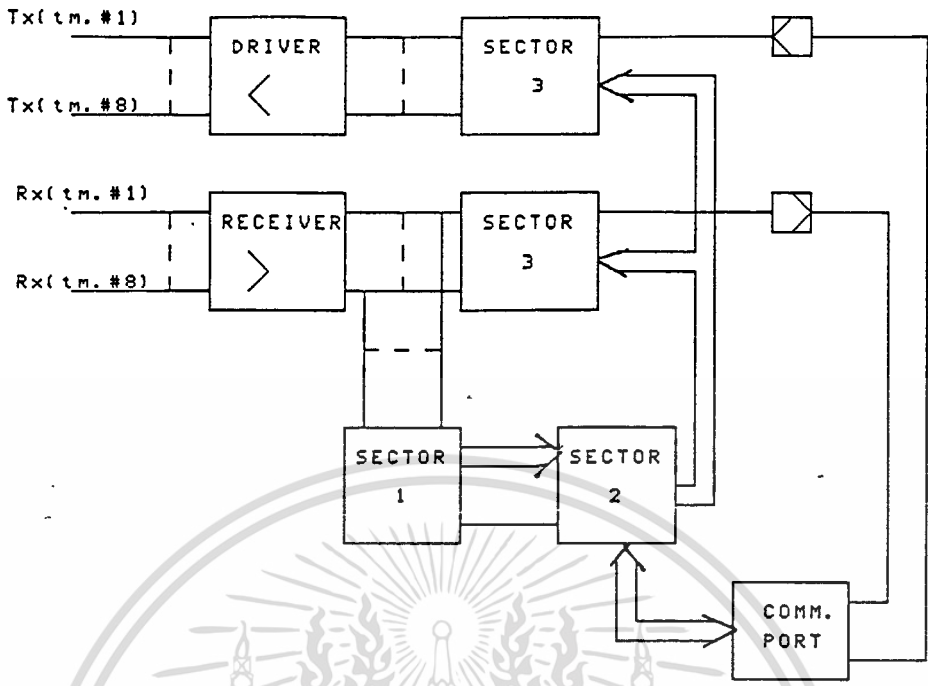 Tx(tm.#1)
DRIVER
SECTOR
3
Tx(tm.#8)
Rx(tm.#1)
RECEIVER
SECTOR
3
Rx(tm.#8)
SECTOR
1
SECTOR
2
COMM.
PORT